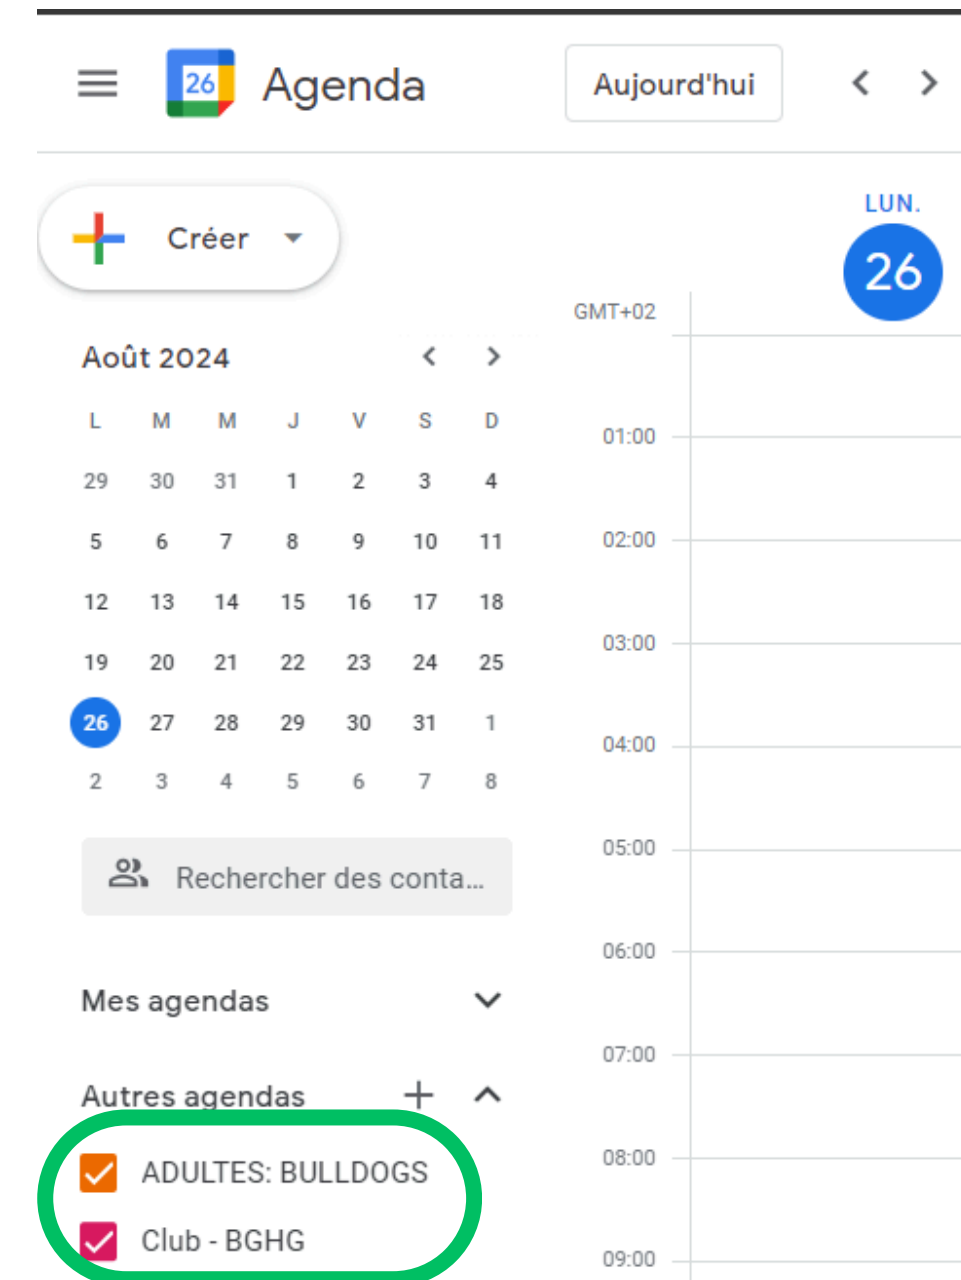 26 Agenda Aujourd'hui
Créer
LUN.
26
GMT+02
Août 2024
L M M J V S D
29 30 31 1 2 3 4
5 6 7 8 9 10 11
12 13 14 15 16 17 18
19 20 21 22 23 24 25
26 27 28 29 30 31 1
2 3 4 5 6 7 8
Rechercher des conta...
Mes agendas
Autres agendas
ADULTES: BULLDOGS
Club - BGHG
01:00
02:00
03:00
04:00
05:00
06:00
07:00
08:00
09:00